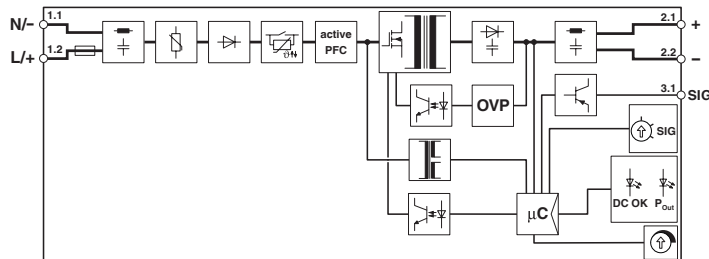 N/-
1.1
L/+
1.2
ϑ
active
PFC
2.1
+
2.2
−
3.1
SIG
OVP
SIG
µC
DC OK
P Out